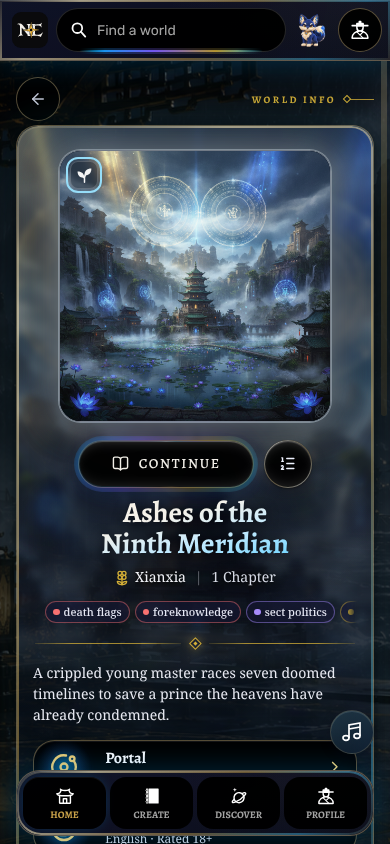 NE
Find a world
WORLD INFO
CONTINUE
Ashes of the
Ninth Meridian
Xianxia | 1 Chapter
death flags
foreknowledge
sect politics
A crippled young master races seven doomed
timelines to save a prince the heavens have
already condemned.
Portal
HOME
CREATE
DISCOVER
PROFILE
English · Rated 18+